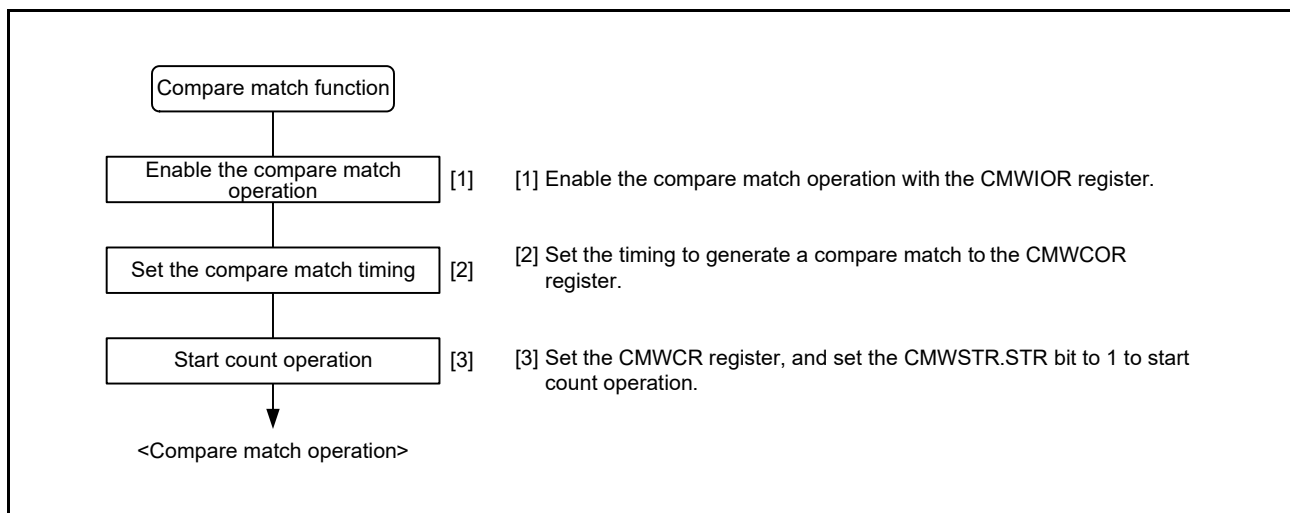 Compare match function
Enable the compare match
operation
[1]
[1] Enable the compare match operation with the CMWIOR register.
Set the compare match timing
[2]
[2] Set the timing to generate a compare match to the CMWCOR
register.
Start count operation
[3]
[3] Set the CMWCR register, and set the CMWSTR.STR bit to 1 to start
count operation.
<Compare match operation>